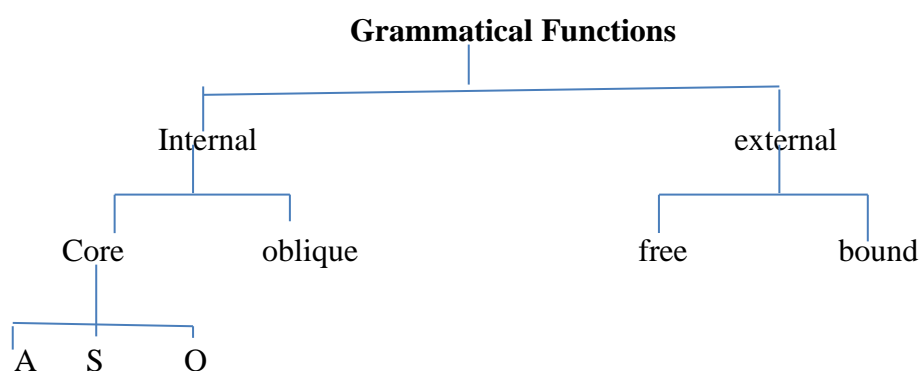 Grammatical Functions
Internal external
Core oblique free bound
A S O